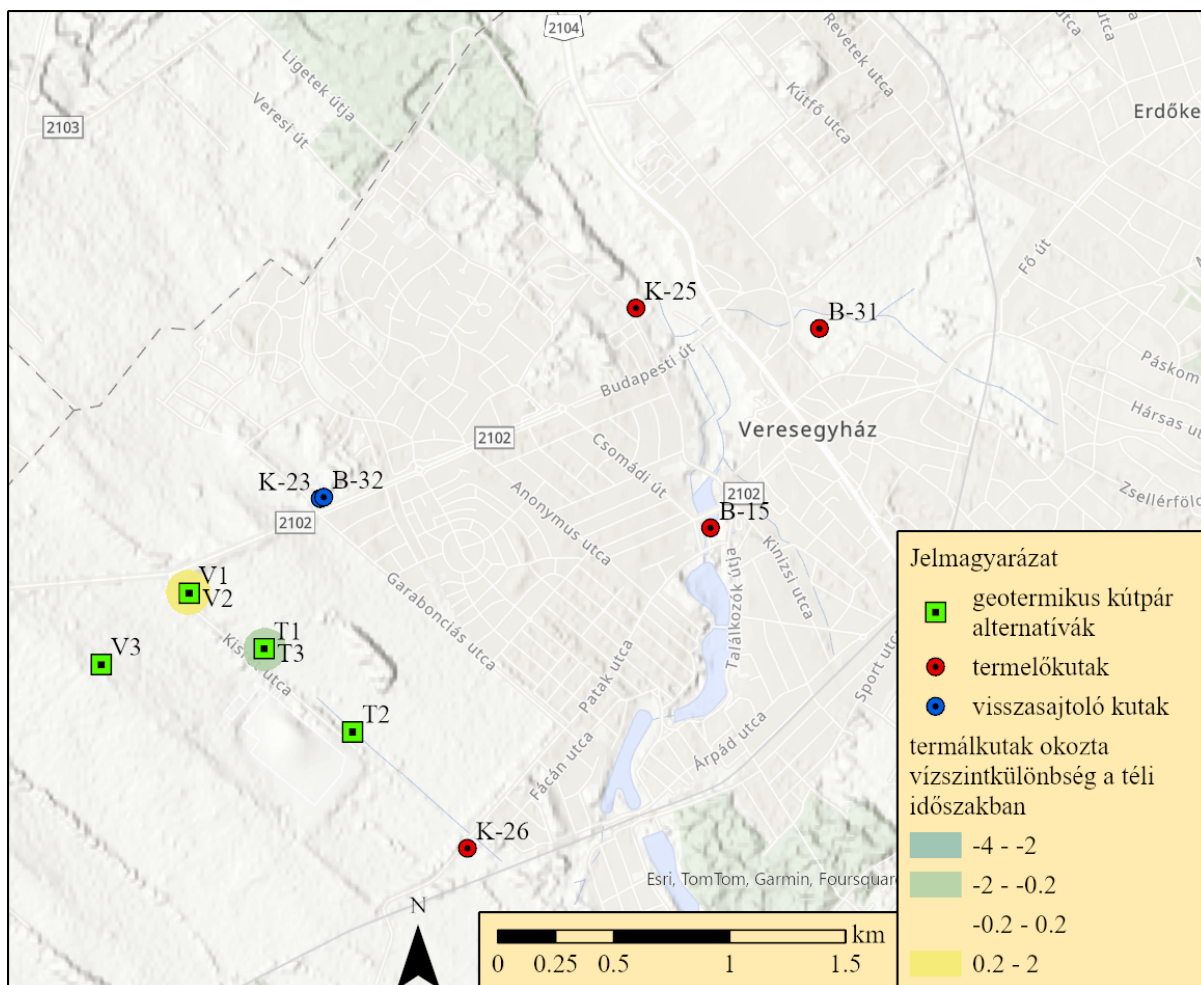 2104
Ligetek útja
Veresi út
2103
Revetek utca
Kútfő utca
Erdőke
Fő út
K-25
B-31
Budapesti út
Páskom
Hársas u
Veresegyház
2102
Csomádi út
Anonymus utca
K-23
B-32
2102
2102
B-15
Zsellérföld
Kinizsi utca
Találkozók útja
V1
V2
Garabonciás utca
T1
T3
V3
utca
Patak utca
Sport utc
T2
Árpád utca
Fácán utca
K-26
Esri, TomTom, Garmin, Foursquar
N
km
0 0.25 0.5 1 1.5
Jelmagyarázat
geotermikus kútpár
alternatívák
termelőkutak
visszasajtoló kutak
termálkutak okozta
vízszintkülönbség a téli
időszakban
-4 - -2
-2 - -0.2
-0.2 - 0.2
0.2 - 2